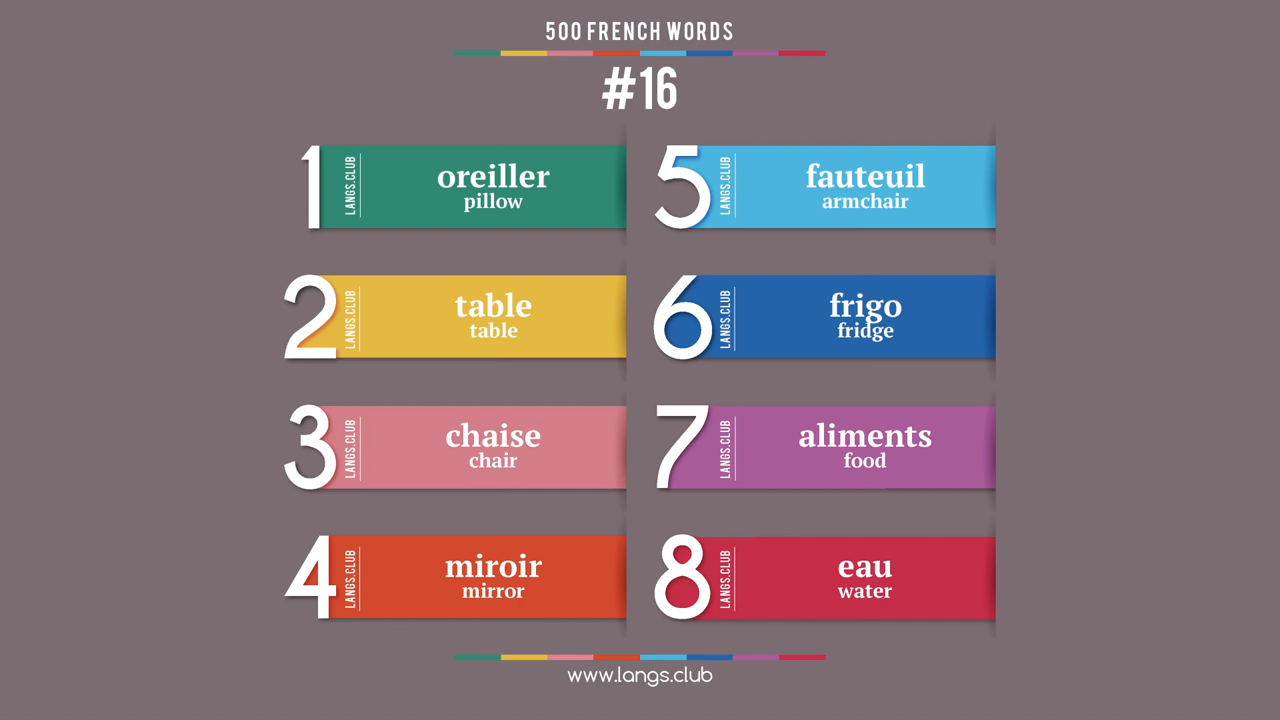 500 FRENCH WORDS
#16
1
LANGS.CLUB
oreiller
pillow
2
LANGS.CLUB
table
table
3
LANGS.CLUB
chaise
chair
4
LANGS.CLUB
miroir
mirror
5
LANGS.CLUB
fauteuil
armchair
6
LANGS.CLUB
frigo
fridge
7
LANGS.CLUB
aliments
food
8
LANGS.CLUB
eau
water
www.langs.club